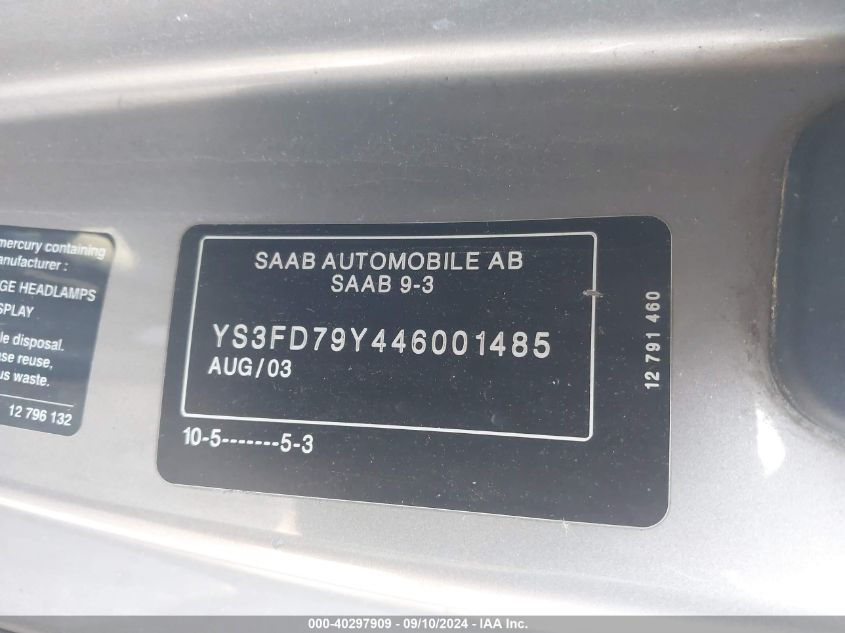 mercury containing
anufacturer :
GE HEADLAMPS
SPLAY
le disposal.
ase reuse,
us waste.
12 796 132
SAAB AUTOMOBILE AB
SAAB 9-3
YS3FD79Y446001485
AUG/03
10-5-------5-3
12 791 460
000-40297909 - 09/10/2024 - IAA Inc.